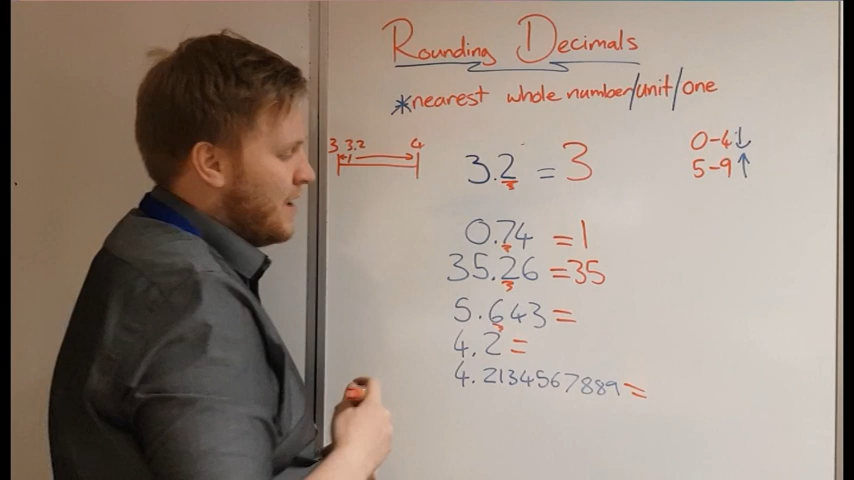 Rounding Decimals
*nearest whole number/unit/one
3 3.2 4
3.2 = 3
0-4↓
5-9↑
0.74 = 1
35.26 = 35
5.643 =
4.2 =
4.2134567889 =